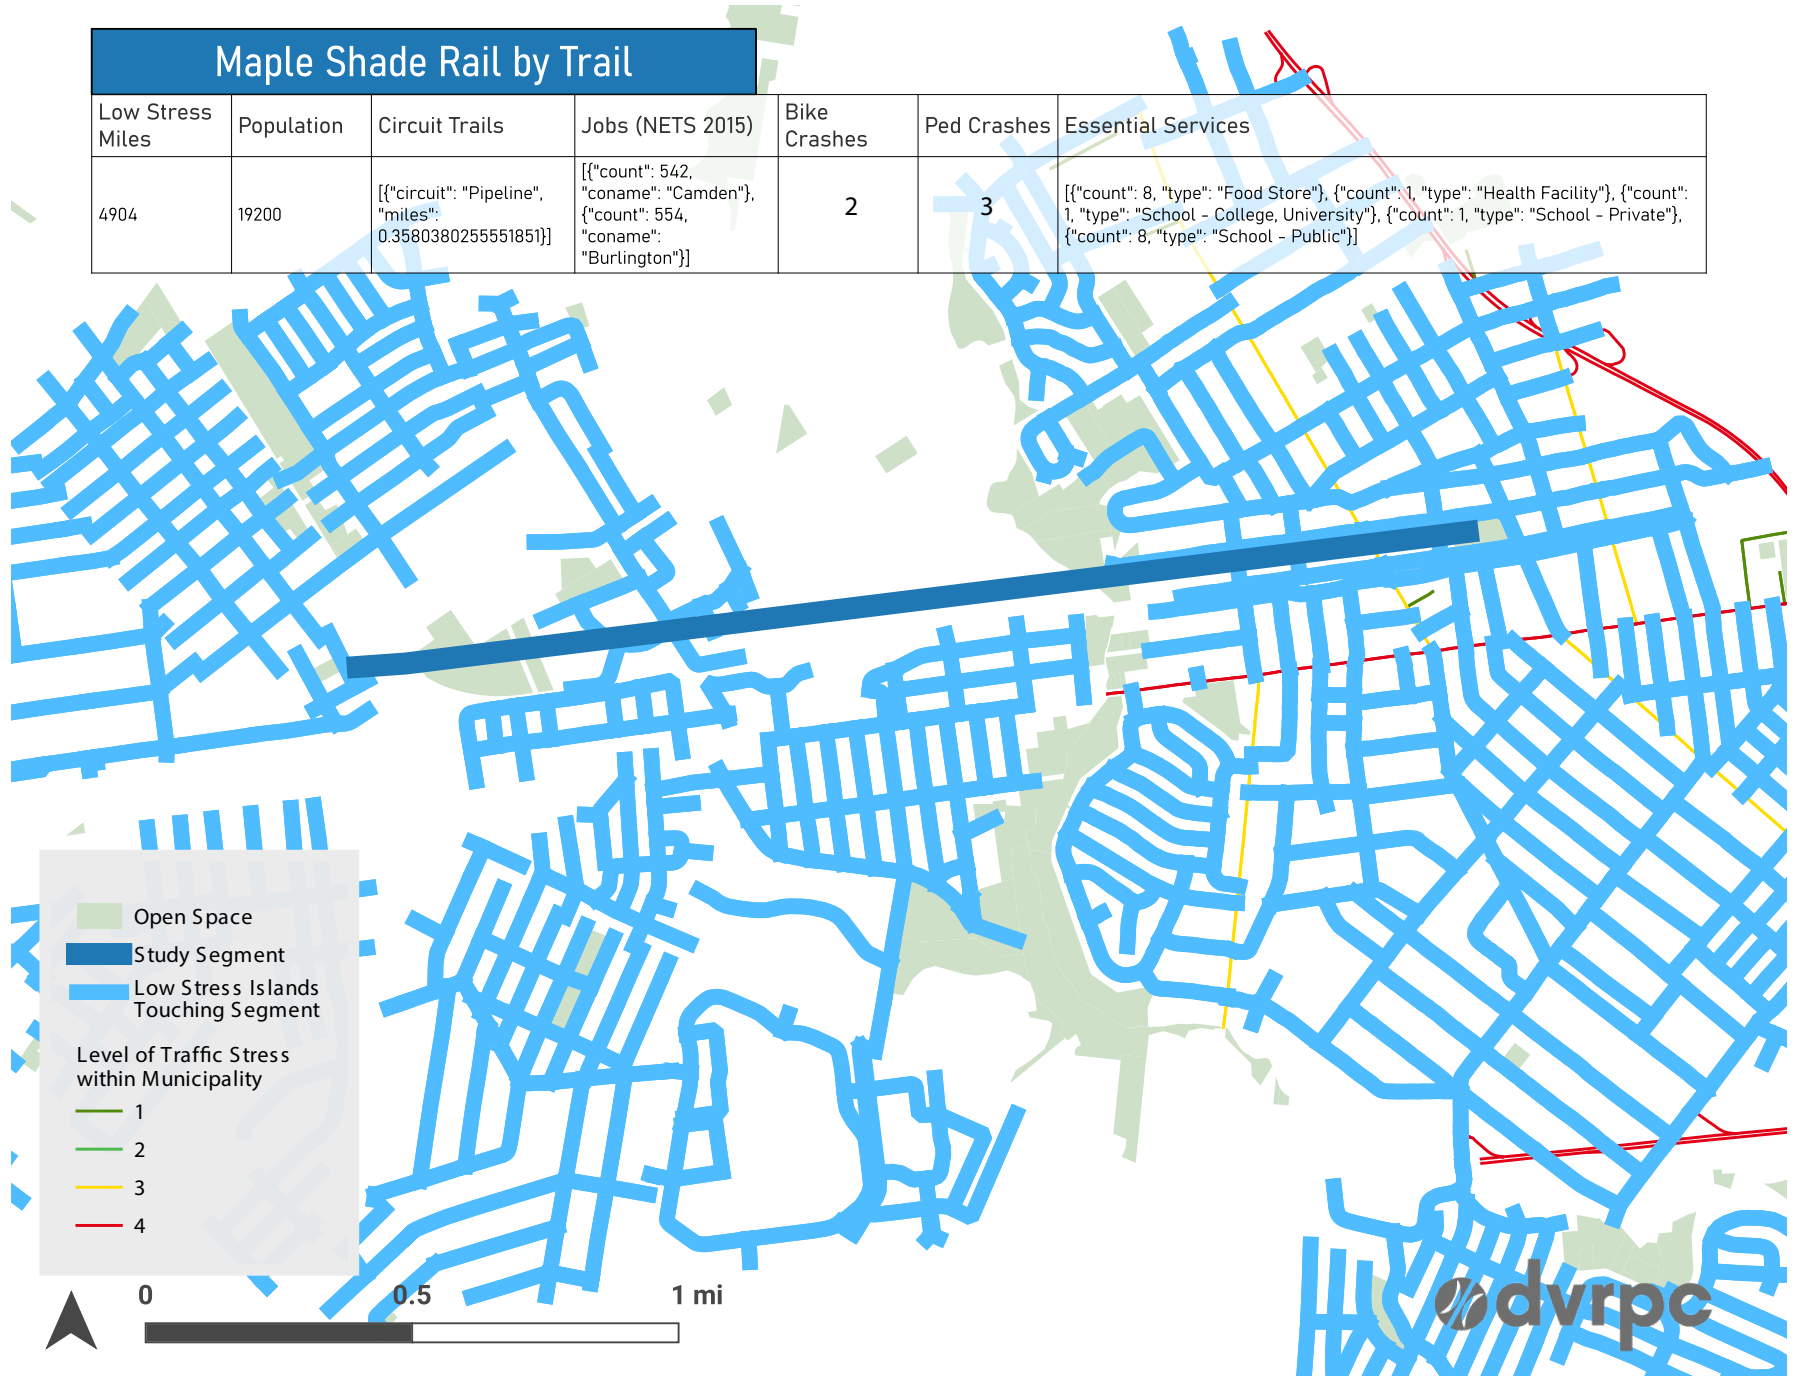 Maple Shade Rail by Trail
Low Stress
Miles
Population
Circuit Trails
Jobs (NETS 2015)
Bike
Crashes
Ped Crashes
Essential Services
4904
19200
[{"circuit": "Pipeline",
"miles":
0.3580380255551851}]
[{"count": 542,
"coname": "Camden"},
{"count": 554,
"coname":
"Burlington"}]
2
3
[{"count": 8, "type": "Food Store"}, {"count": 1, "type": "Health Facility"}, {"count":
1, "type": "School - College, University"}, {"count": 1, "type": "School - Private"},
{"count": 8, "type": "School - Public"}]
Open Space
Study Segment
Low Stress Islands
Touching Segment
Level of Traffic Stress
within Municipality
1
2
3
4
0 0.5 1 mi
dvrpc